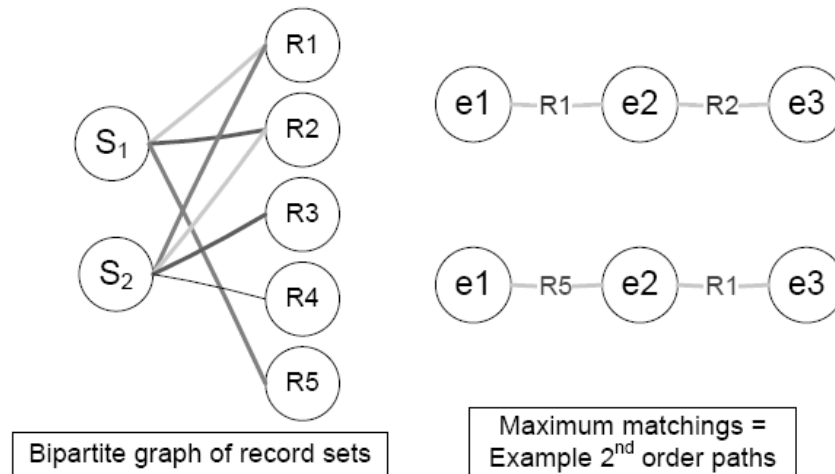 R1
R2
R3
R4
R5
S1
S2
Bipartite graph of record sets
e1 R1 e2 R2 e3
e1 R5 e2 R1 e3
Maximum matchings =
Example 2nd order paths